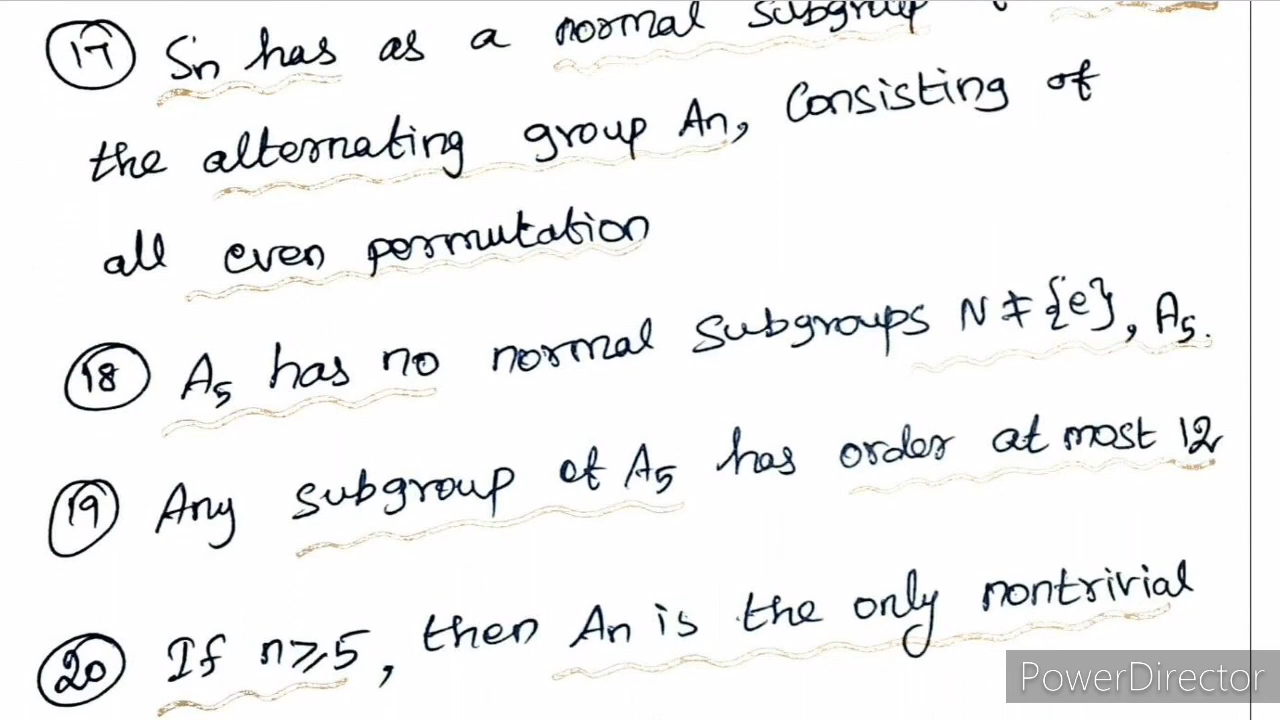 17 Sn has as a normal subgroup
the alternating group An, Consisting of
all even permutation
18 A5 has no normal subgroups N ≠ {e}, A5.
19 Any subgroup of A5 has order at most 12
20 If n⩾5, then An is the only nontrivial
PowerDirector